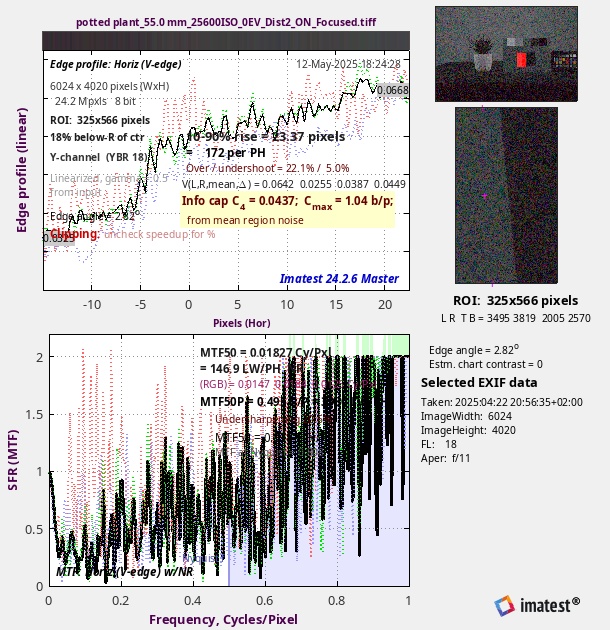 potted plant_55.0 mm_25600ISO_0EV_Dist2_ON_Focused.tiff
Edge profile: Horiz (V-edge)
12-May-2025 18:24:28
6024 x 4020 pixels (WxH)
24.2 Mpxls 8 bit
0.0668
ROI: 325x566 pixels
18% below-R of ctr
10-90% rise = 23.37 pixels
Y-channel (YBR 18)
= 172 per PH
Over / undershoot = 22.1% / 5.0%
Linearized, gamma = 0.5
from input
V(L,R,mean,Δ) = 0.0642 0.0255 0.0387 0.0449
Info cap C4 = 0.0437; Cmax = 1.04 b/p;
from mean region noise
Edge angle = 2.82°
Clipping: uncheck speedup for %
Imatest 24.2.6 Master
Edge profile (linear)
-10 -5 0 5 10 15 20
Pixels (Hor)
ROI: 325x566 pixels
L R T B = 3495 3819 2005 2570
Edge angle = 2.82°
Estm. chart contrast = 0
Selected EXIF data
Taken: 2025:04:22 20:56:35+02:00
ImageWidth: 6024
ImageHeight: 4020
FL: 18
Aper: f/11
MTF50 = 0.01827 Cy/Pxl
= 146.9 LW/PH
(RGB) = 0.0147
MTF50P = 0.49
Undersharp
MTF50
2
1.5
1
0.5
0
SFR (MTF)
MTF Horiz (V-edge) w/NR
0 0.2 0.4 0.6 0.8 1
Frequency, Cycles/Pixel
imatest®